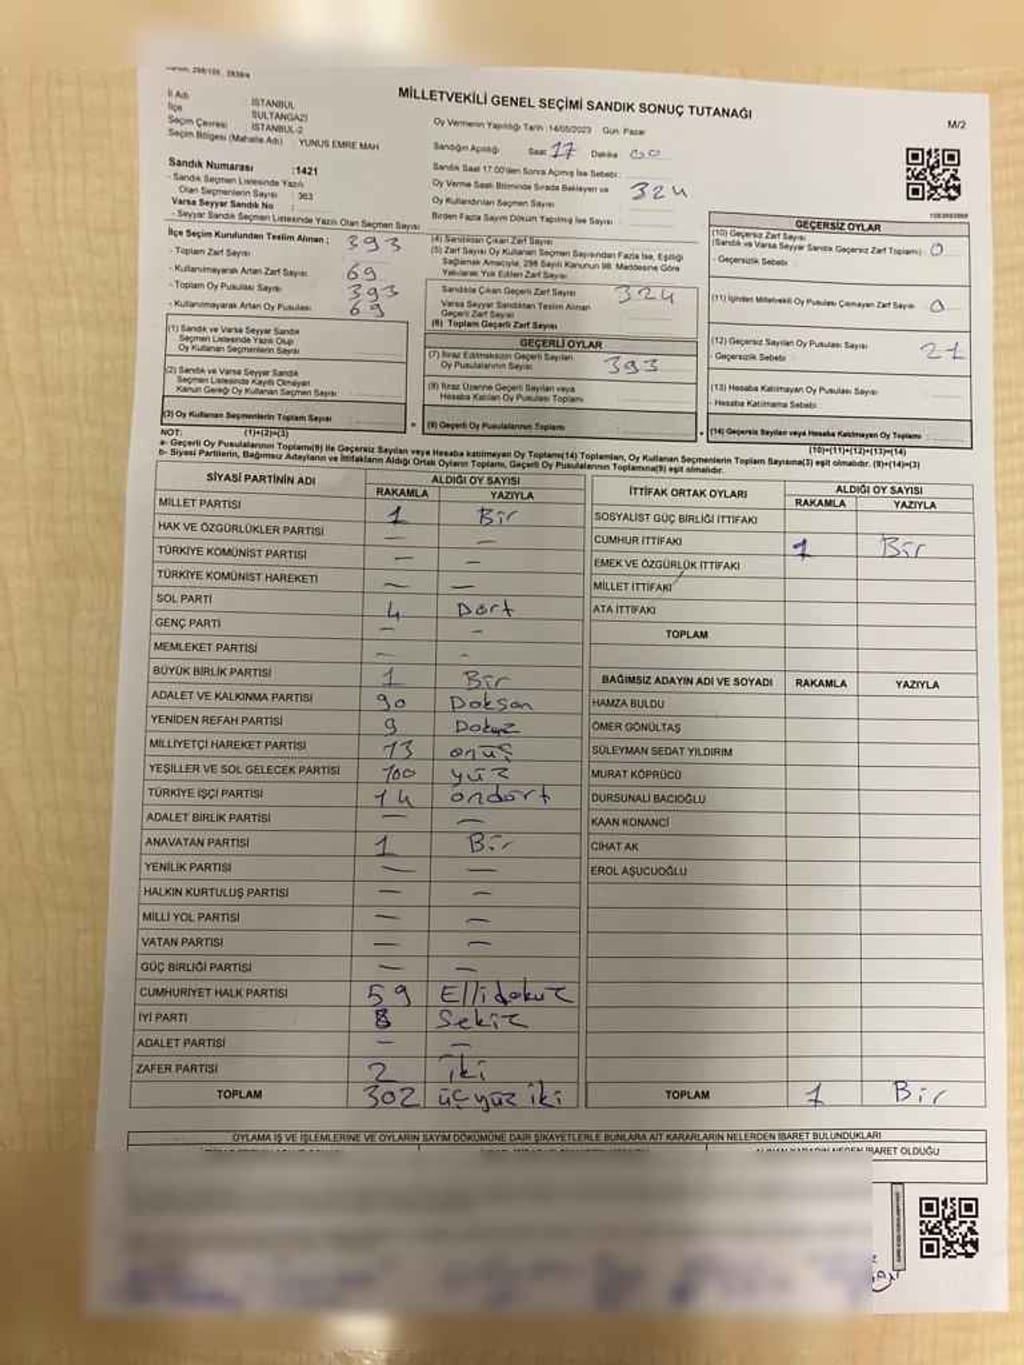 MİLLETVEKİLİ GENEL SEÇİMİ SANDIK SONUÇ TUTANAĞI
M/2
İl Adı İSTANBUL
İlçe SULTANGAZİ
Seçim Çevresi İSTANBUL-2
Seçim Bölgesi (Mahalle Adı) YUNUS EMRE MAH
Oy Vermenin Yapıldığı Tarih :14/05/2023 Gün: Pazar
Sandığın Açılışı Saat 17 Dakika 00
Sandık Saat 17:00'den Sonra Açılmış İse Sebebi
Oy Verme Saati Bitiminde Sırada Bekleyen ve
Oy Kullandırılan Seçmen Sayısı 324
Birden Fazla Sayım Döküm Yapılmış İse Sayısı
Sandık Numarası :1421
- Sandık Seçmen Listesinde Yazılı
Olan Seçmenlerin Sayısı : 363
Varsa Seyyar Sandık No
- Seyyar Sandık Seçmen Listesinde Yazılı Olan Seçmen Sayısı
İlçe Seçim Kurulundan Teslim Alınan ;
- Toplam Zarf Sayısı 393
- Kullanılmayarak Artan Zarf Sayısı 69
- Toplam Oy Pusulası Sayısı 393
- Kullanılmayarak Artan Oy Pusulası 69
(1) Sandık ve Varsa Seyyar Sandık
Seçmen Listesinde Yazılı Olup
Oy Kullanan Seçmenlerin Sayısı
(2) Sandık ve Varsa Seyyar Sandık
Seçmen Listesinde Kayıtlı Olmayan
Kanun Gereği Oy Kullanan Seçmen Sayısı
(3) Oy Kullanan Seçmenlerin Toplam Sayısı
(1)+(2)=(3)
(4) Sandıktan Çıkan Zarf Sayısı
(5) Zarf Sayısı Oy Kullanan Seçmen Sayısından Fazla İse, Eşitliği
Sağlamak Amacıyla, 298 Sayılı Kanunun 98. Maddesine Göre
Yakılarak Yok Edilen Zarf Sayısı
Sandıkta Çıkan Geçerli Zarf Sayısı 324
Varsa Seyyar Sandıktan Teslim Alınan
Geçerli Zarf Sayısı
(6) Toplam Geçerli Zarf Sayısı
GEÇERLİ OYLAR
(7) İtiraz Edilmeksizin Geçerli Sayılan
Oy Pusulalarının Sayısı 393
(8) İtiraz Üzerine Geçerli Sayılan veya
Hesaba Katılan Oy Pusulası Toplamı
(9) Geçerli Oy Pusulalarının Toplamı
GEÇERSİZ OYLAR
(10) Geçersiz Zarf Sayısı
(Sandık ve Varsa Seyyar Sandık Geçersiz Zarf Toplamı) 0
- Geçersizlik Sebebi
(11) İçinden Milletvekili Oy Pusulası Çıkmayan Zarf Sayısı 0
(12) Geçersiz Sayılan Oy Pusulası Sayısı 21
- Geçersizlik Sebebi
(13) Hesaba Katılmayan Oy Pusulası Sayısı
- Hesaba Katılmama Sebebi
(14) Geçersiz Sayılan veya Hesaba Katılmayan Oy Toplamı
(10)+(11)+(12)+(13)=(14)
NOT:
a- Geçerli Oy Pusulalarının Toplamı(9) ile Geçersiz Sayılan veya Hesaba katılmayan Oy Toplamı(14) Toplamları, Oy Kullanan Seçmenlerin Toplam Sayısına(3) eşit olmalıdır. (9)+(14)=(3)
b- Siyasi Partilerin, Bağımsız Adayların ve İttifakların Aldığı Ortak Oyların Toplamı, Geçerli Oy Pusulalarının Toplamına(9) eşit olmalıdır.
SİYASİ PARTİNİN ADI ALDIĞI OY SAYISI
RAKAMLA YAZIYLA
MİLLET PARTİSİ 1 Bir
HAK VE ÖZGÜRLÜKLER PARTİSİ — —
TÜRKİYE KOMÜNİST PARTİSİ — —
TÜRKİYE KOMÜNİST HAREKETİ — —
SOL PARTİ 4 Dört
GENÇ PARTİ — —
MEMLEKET PARTİSİ — —
BÜYÜK BİRLİK PARTİSİ 1 Bir
ADALET VE KALKINMA PARTİSİ 90 Doksan
YENİDEN REFAH PARTİSİ 9 Dokuz
MİLLİYETÇİ HAREKET PARTİSİ 13 onüş
YEŞİLLER VE SOL GELECEK PARTİSİ 100 yüz
TÜRKİYE İŞÇİ PARTİSİ 14 ondört
ADALET BİRLİK PARTİSİ — —
ANAVATAN PARTİSİ 1 Bir
YENİLİK PARTİSİ — —
HALKIN KURTULUŞ PARTİSİ — —
MİLLİ YOL PARTİSİ — —
VATAN PARTİSİ — —
GÜÇ BİRLİĞİ PARTİSİ — —
CUMHURİYET HALK PARTİSİ 59 Ellidokuz
İYİ PARTİ 8 Sekiz
ADALET PARTİSİ — —
ZAFER PARTİSİ 2 İki
TOPLAM 302 üçyüz iki
İTTİFAK ORTAK OYLARI ALDIĞI OY SAYISI
RAKAMLA YAZIYLA
SOSYALİST GÜÇ BİRLİĞİ İTTİFAKI
CUMHUR İTTİFAKI 1 Bir
EMEK VE ÖZGÜRLÜK İTTİFAKI
MİLLET İTTİFAKI
ATA İTTİFAKI
TOPLAM
BAĞIMSIZ ADAYIN ADI VE SOYADI RAKAMLA YAZIYLA
HAMZA BULDU
ÖMER GÖNÜLTAŞ
SÜLEYMAN SEDAT YILDIRIM
MURAT KÖPRÜCÜ
DURSUNALİ BACIOĞLU
KAAN KONANCİ
CİHAT AK
EROL AŞUCUOĞLU
TOPLAM 1 Bir
OYLAMA İŞ VE İŞLEMLERİNE VE OYLARIN SAYIM DÖKÜMÜNE DAİR ŞİKAYETLERLE BUNLARA AİT KARARLARIN NELERDEN İBARET BULUNDUKLARI
İBARET OLDUĞU